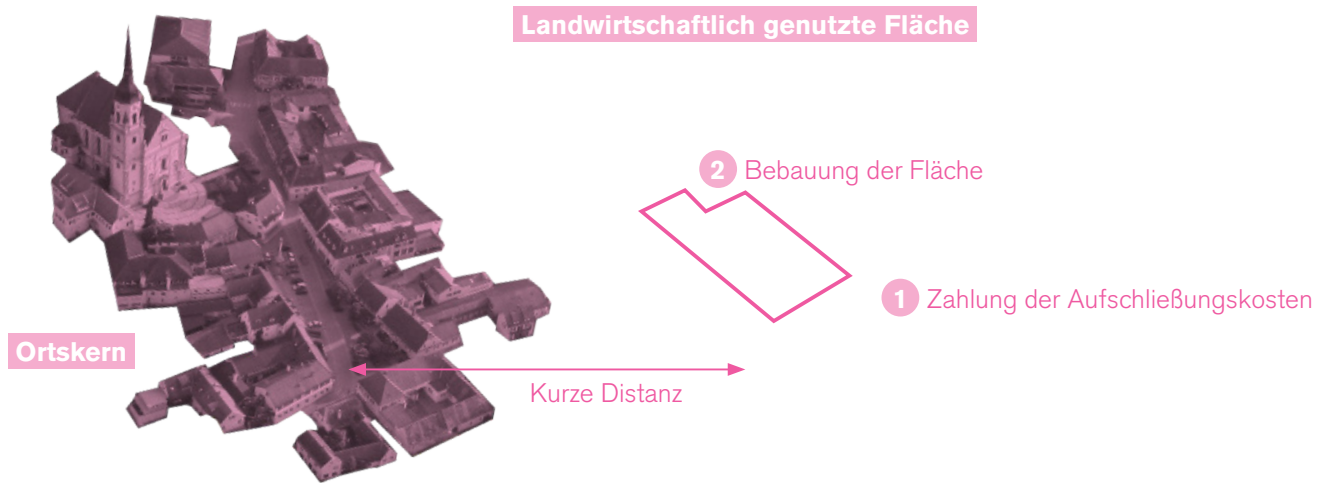 Landwirtschaftlich genutzte Fläche
2 Bebauung der Fläche
1 Zahlung der Aufschließungskosten
Ortskern
Kurze Distanz